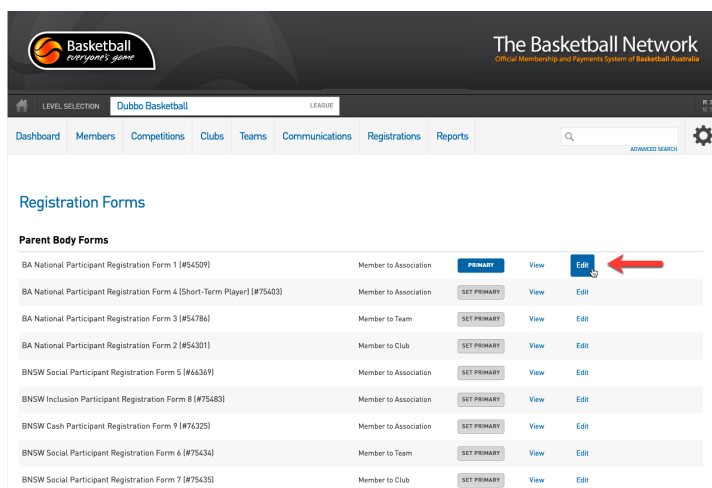 Basketball
everyone's game
The Basketball Network
Official Membership and Payments System of Basketball Australia
LEVEL SELECTION Dubbo Basketball LEAGUE
Dashboard Members Competitions Clubs Teams Communications Registrations Reports
ADVANCED SEARCH
Registration Forms
Parent Body Forms
BA National Participant Registration Form 1 (#54509) Member to Association PRIMARY View Edit
BA National Participant Registration Form 4 (Short-Term Player) (#75403) Member to Association SET PRIMARY View Edit
BA National Participant Registration Form 3 (#54786) Member to Team SET PRIMARY View Edit
BA National Participant Registration Form 2 (#54301) Member to Club SET PRIMARY View Edit
BNSW Social Participant Registration Form 5 (#66369) Member to Association SET PRIMARY View Edit
BNSW Inclusion Participant Registration Form 8 (#75483) Member to Association SET PRIMARY View Edit
BNSW Cash Participant Registration Form 9 (#76325) Member to Association SET PRIMARY View Edit
BNSW Social Participant Registration Form 6 (#75434) Member to Team SET PRIMARY View Edit
BNSW Social Participant Registration Form 7 (#75435) Member to Club SET PRIMARY View Edit